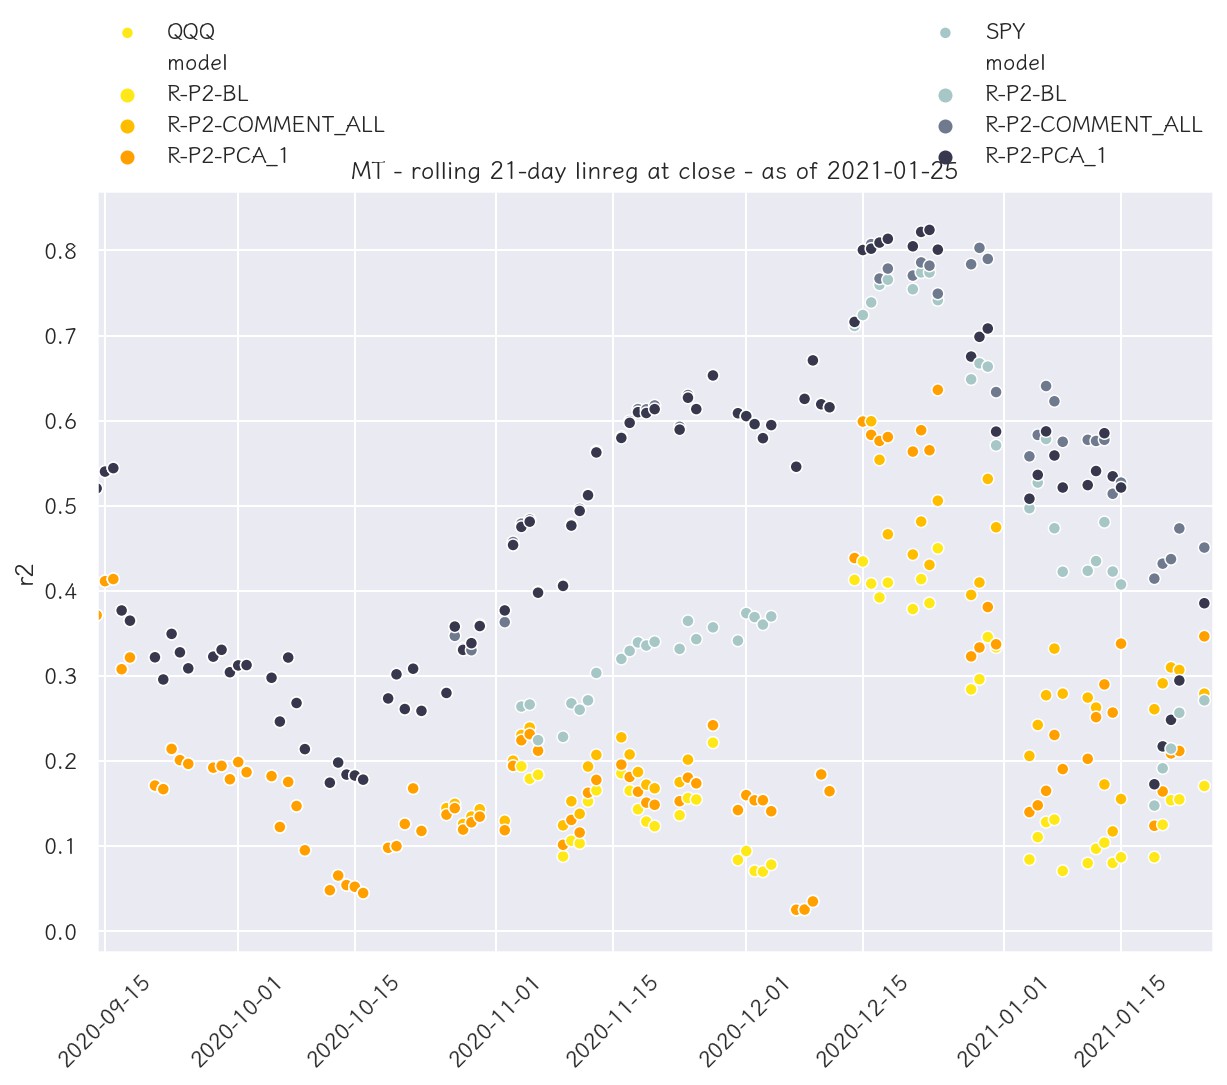 QQQ
model
R-P2-BL
R-P2-COMMENT_ALL
R-P2-PCA_1
SPY
model
R-P2-BL
R-P2-COMMENT_ALL
R-P2-PCA_1
MT - rolling 21-day linreg at close - as of 2021-01-25
0.8
0.7
0.6
0.5
0.4
0.3
0.2
0.1
0.0
r2
2020-09-15
2020-10-01
2020-10-15
2020-11-01
2020-11-15
2020-12-01
2020-12-15
2021-01-01
2021-01-15